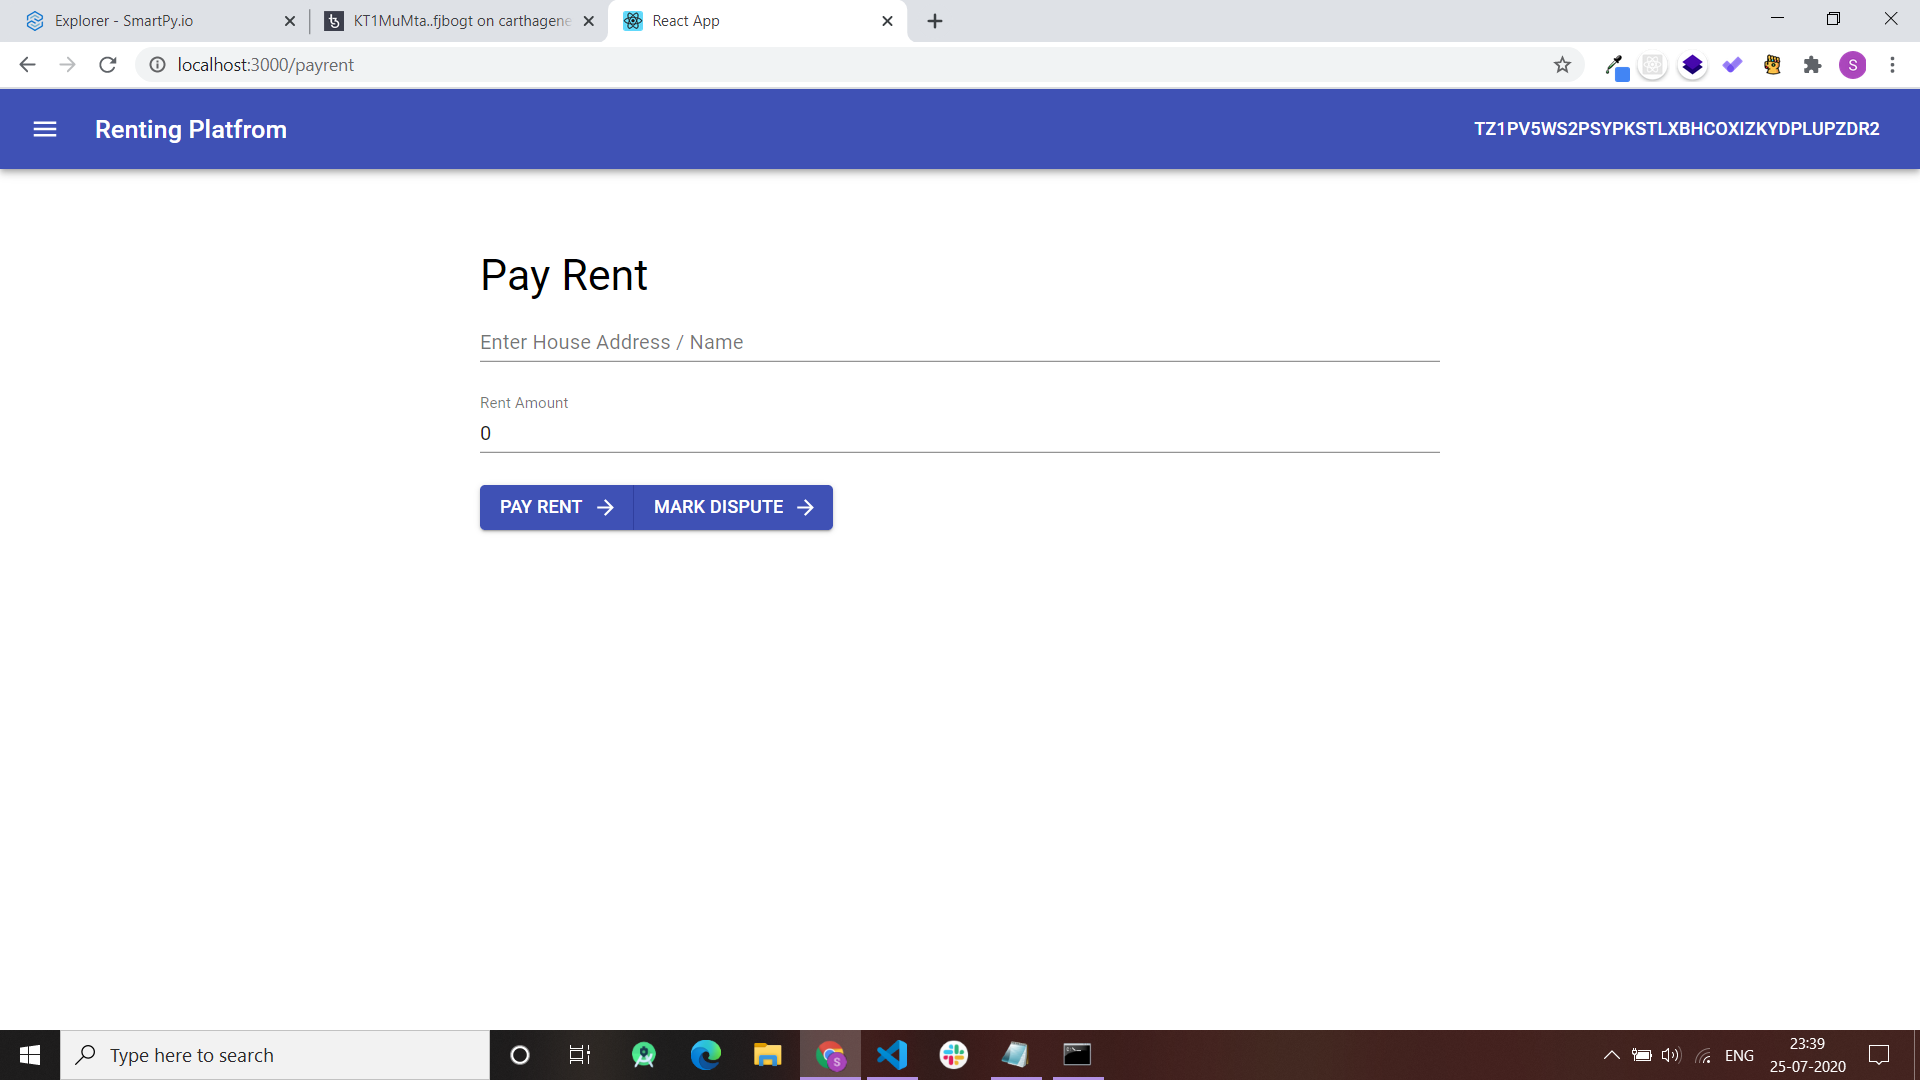 Explorer - SmartPy.io
KT1MuMta..fjbogt on carthagene
React App
localhost:3000/payrent
S
Renting Platfrom
TZ1PV5WS2PSYPKSTLXBHCOXIZKYDPLUPZDR2
Pay Rent
Enter House Address / Name
Rent Amount
0
PAY RENT
MARK DISPUTE
Type here to search
S
ENG
23:39
25-07-2020